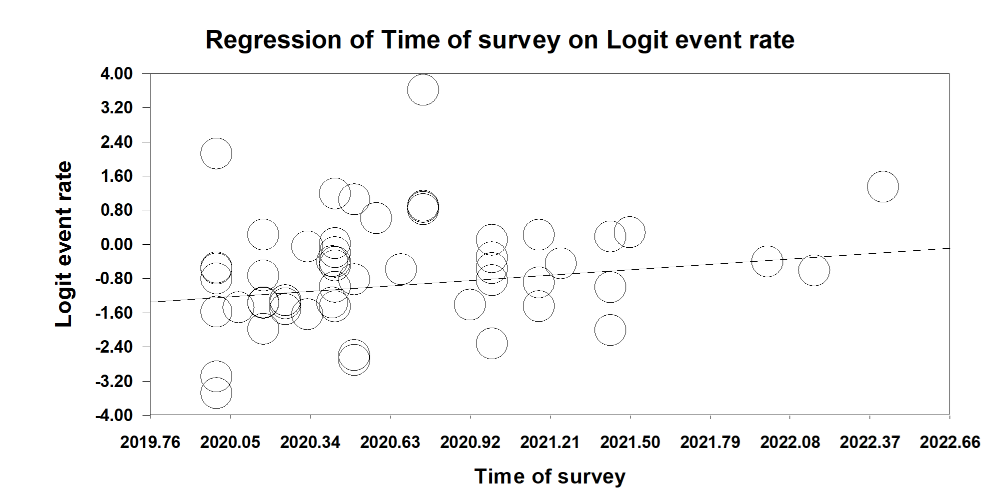 Regression of Time of survey on Logit event rate
4.00
3.20
2.40
1.60
0.80
0.00
-0.80
-1.60
-2.40
-3.20
-4.00
Logit event rate
2019.76 2020.05 2020.34 2020.63 2020.92 2021.21 2021.50 2021.79 2022.08 2022.37 2022.66
Time of survey